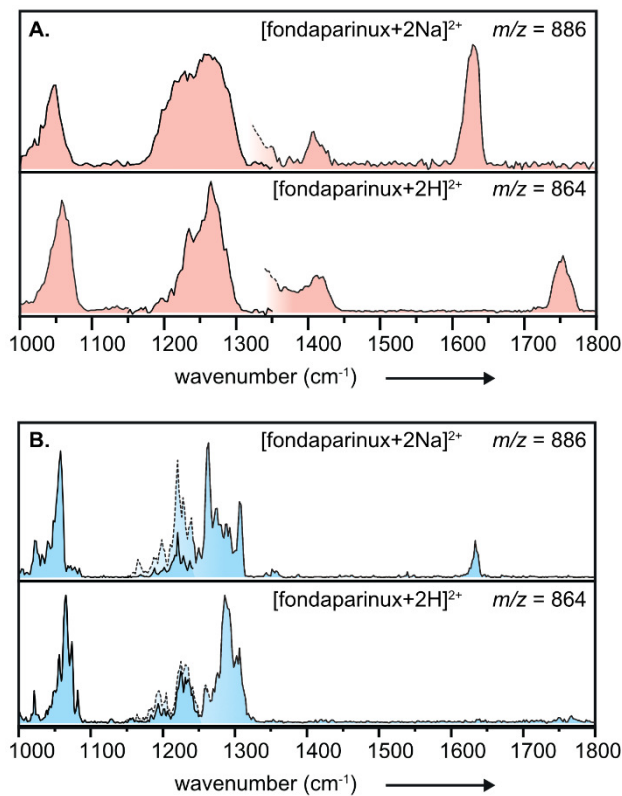 A. [fondaparinux+2Na]²⁺ m/z = 886
[fondaparinux+2H]²⁺ m/z = 864
1000 1100 1200 1300 1400 1500 1600 1700 1800
wavenumber (cm⁻¹)
B. [fondaparinux+2Na]²⁺ m/z = 886
[fondaparinux+2H]²⁺ m/z = 864
1000 1100 1200 1300 1400 1500 1600 1700 1800
wavenumber (cm⁻¹)